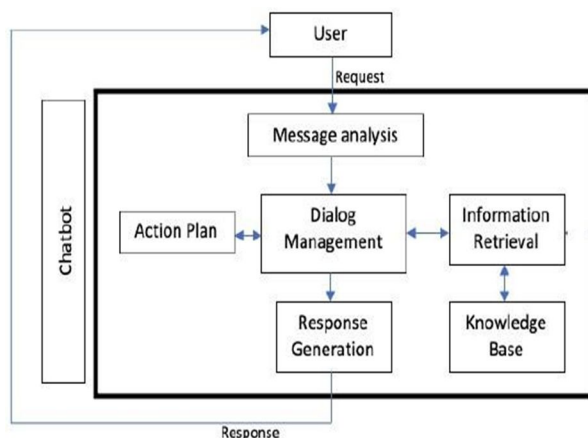 User
Request
Message analysis
Chatbot
Action Plan
Dialog
Management
Information
Retrieval
Response
Generation
Knowledge
Base
Response